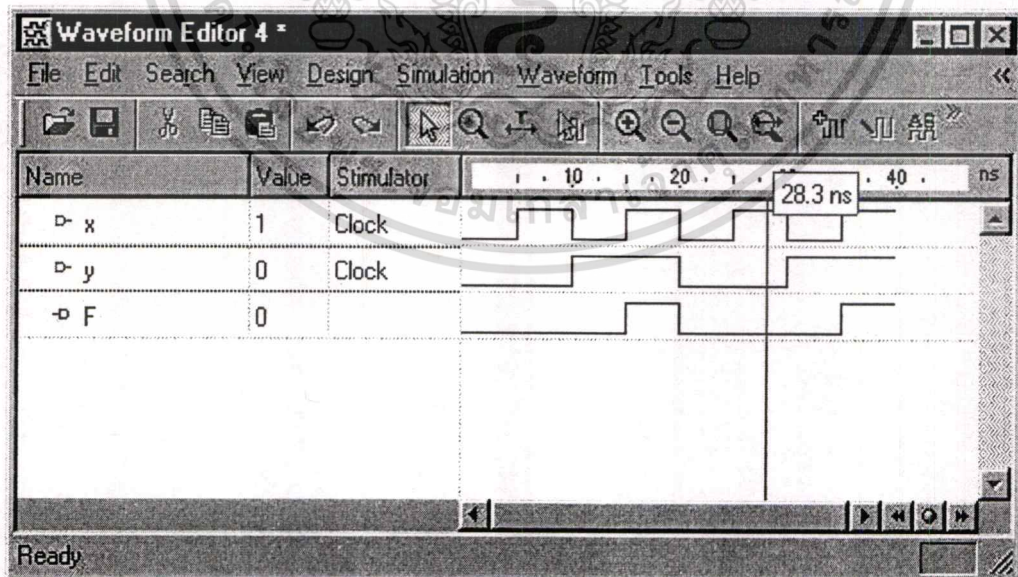 Waveform Editor 4 *
File Edit Search View Design Simulation Waveform Tools Help
Name Value Stimulator 10 20 40 ns
28.3 ns
x 1 Clock
y 0 Clock
F 0
Ready